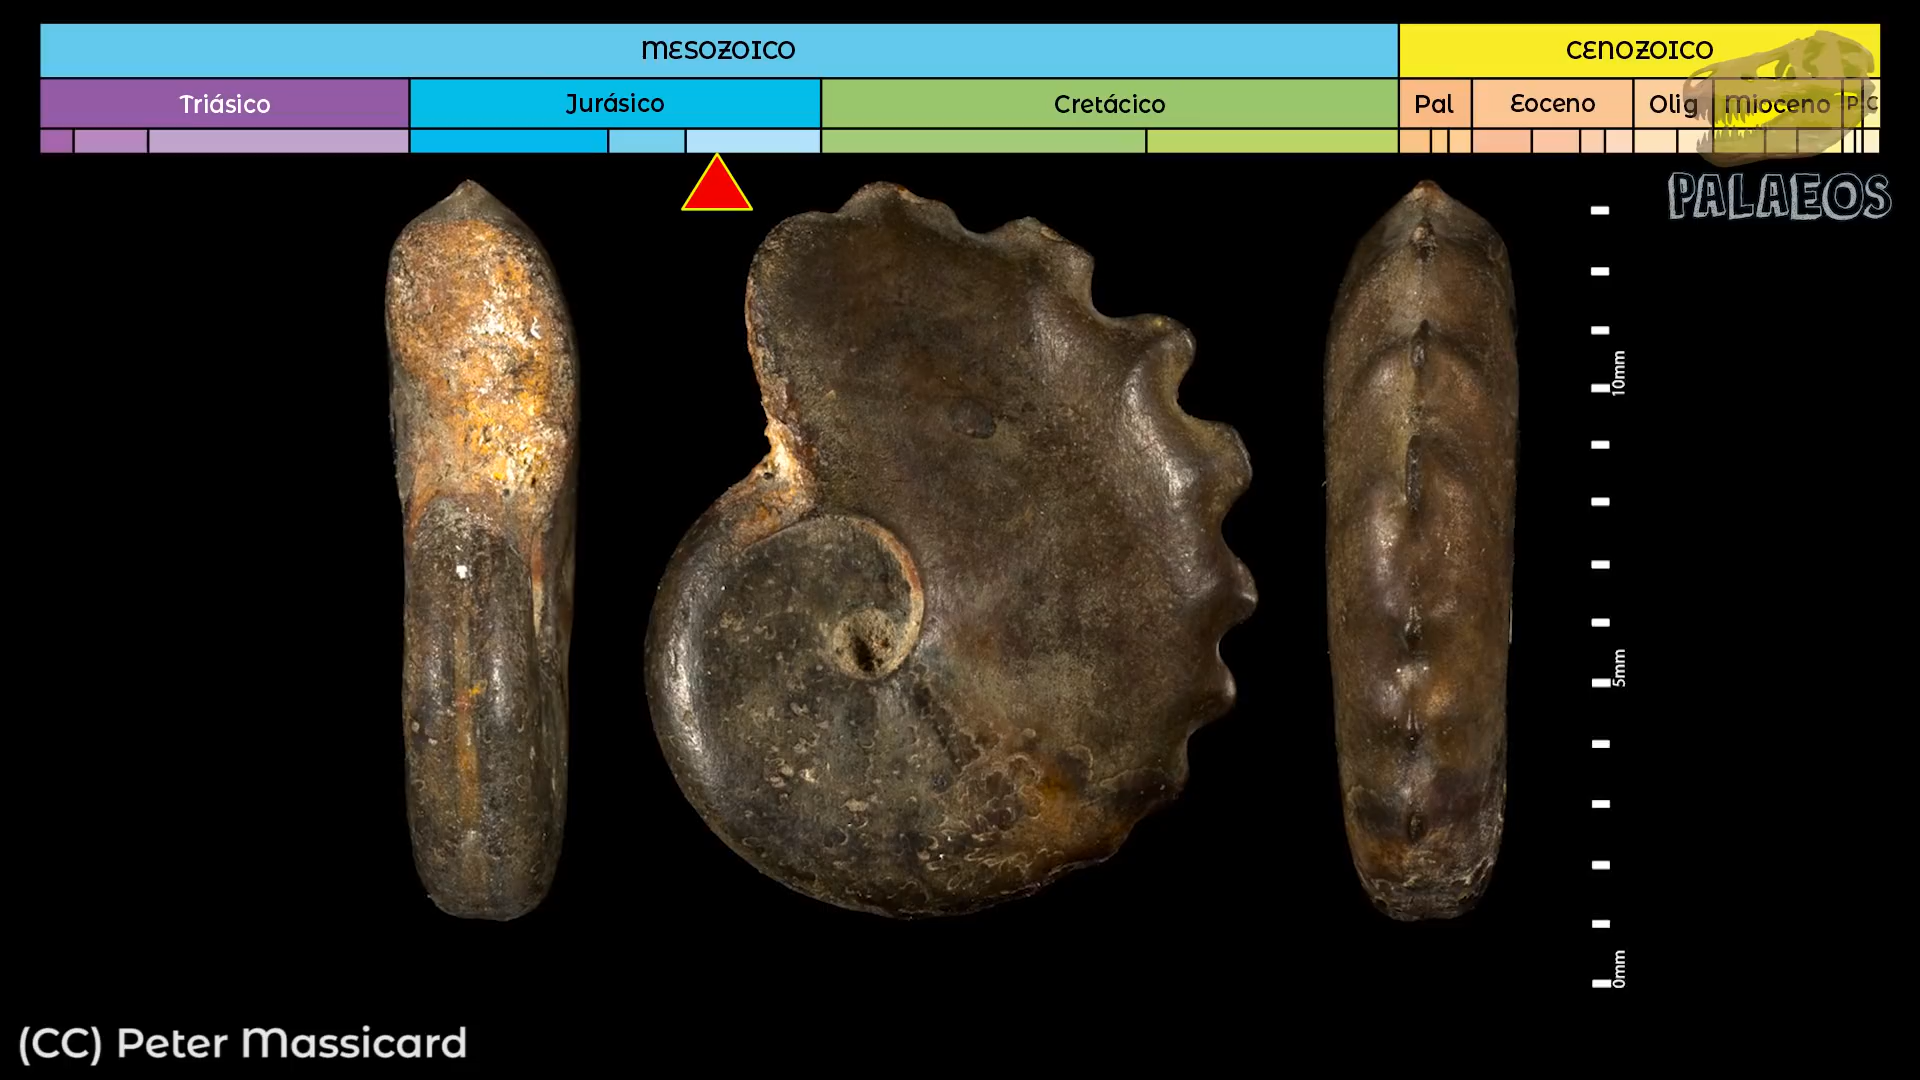 MESOZOICO
CENOZOICO
Triásico
Jurásico
Cretácico
Pal
Eoceno
Olig
Mioceno
P
C
PALAEOS
10mm
5mm
0mm
(CC) Peter Massicard